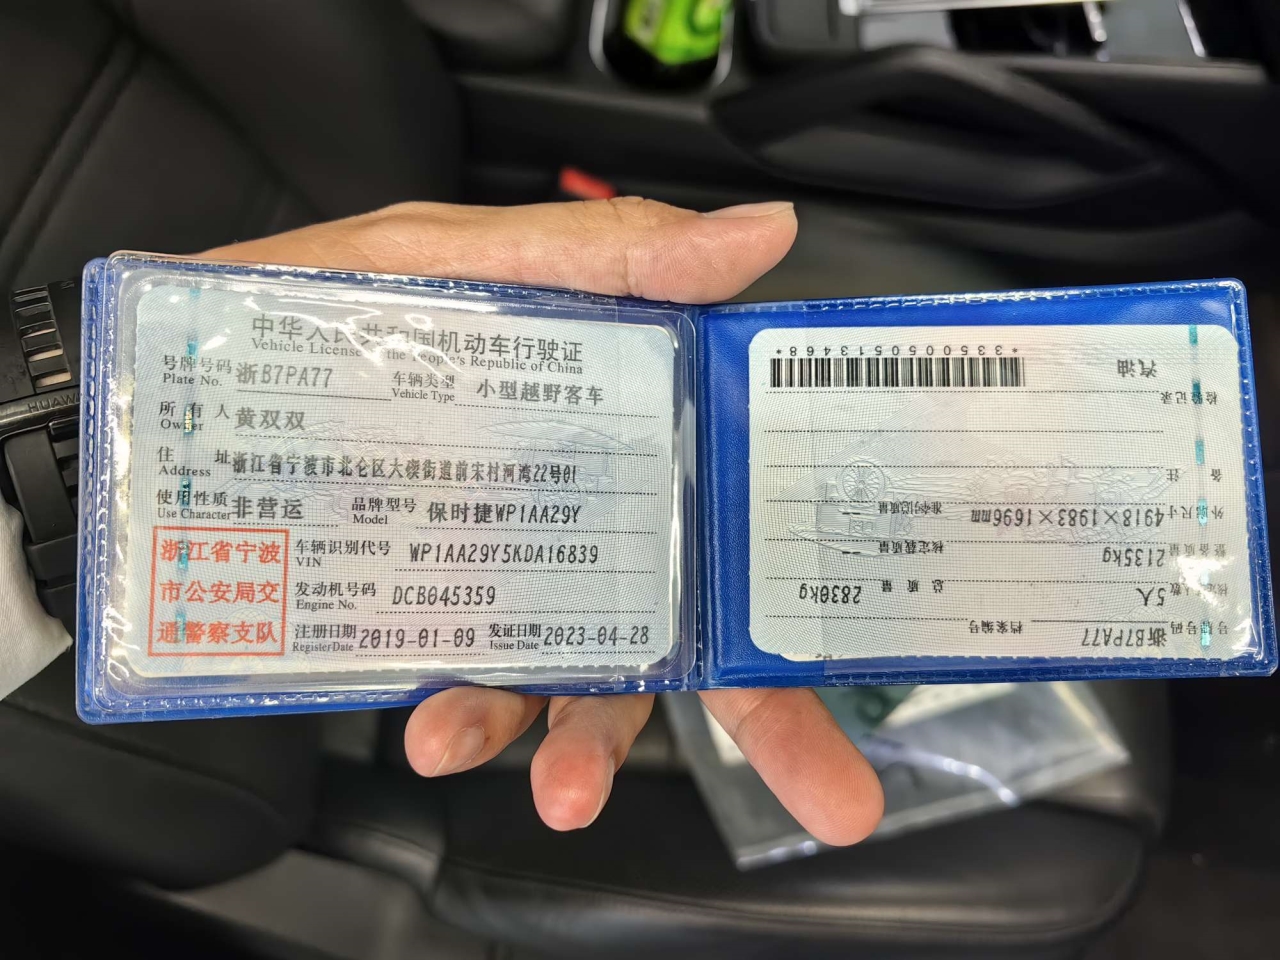 中华人民共和国机动车行驶证
Vehicle License of the People's Republic of China
号牌号码 浙B7PA77 车辆类型 小型越野客车
Plate No. Vehicle Type
所有人 黄双双
Owner
住址 浙江省宁波市北仑区大榭街道前宋村河湾22号01
Address
使用性质 非营运 品牌型号 保时捷WP1AA29Y
Use Character Model
浙江省宁波
市公安局交
通警察支队
车辆识别代号 WP1AA29Y5KDA16839
VIN
发动机号码 DCB045359
Engine No.
注册日期 2019-01-09 发证日期 2023-04-28
Register Date Issue Date
号牌号码 浙B7PA77 档案编号
核定载人数 5人 总质量 2830kg
整备质量 2135kg 核定载质量 --
外廓尺寸 4918×1983×1696mm 准牵引总质量 --
备注
检验记录
汽油
*3350050513468*
HUAWEI